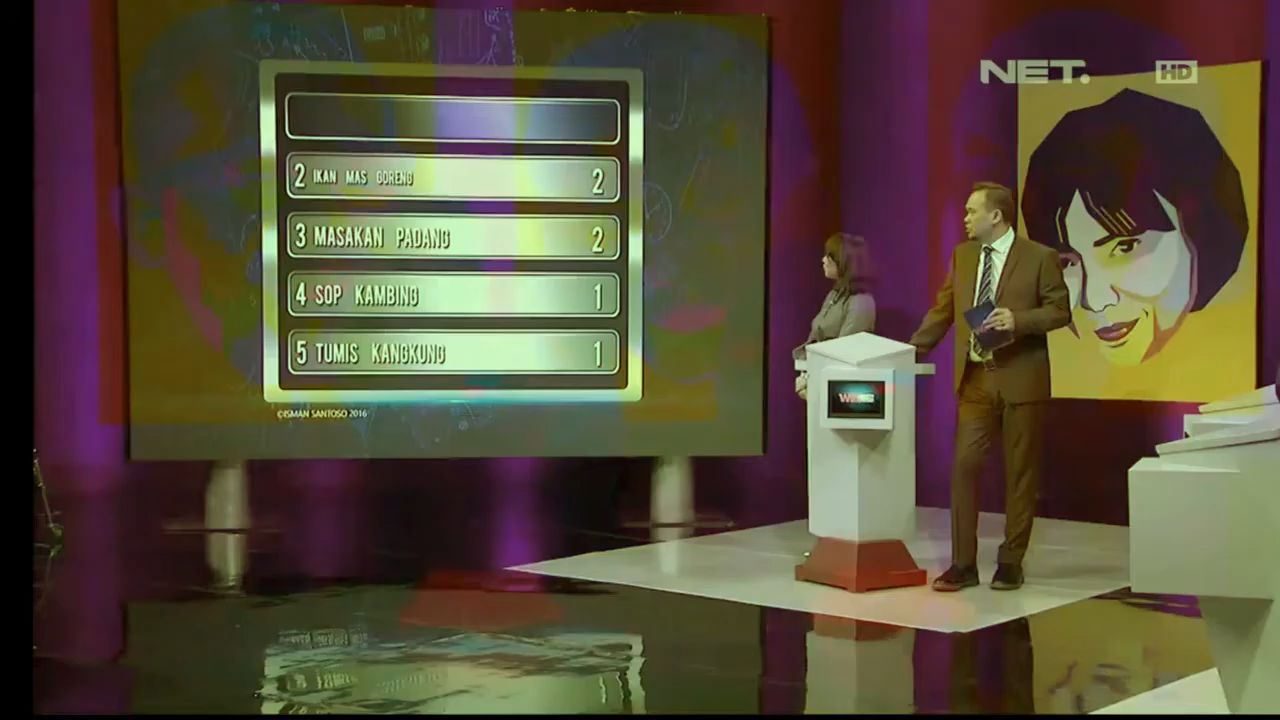 NET. HD
2 IKAN MAS GORENG 2
3 MASAKAN PADANG 2
4 SOP KAMBING 1
5 TUMIS KANGKUNG 1
©ISMAN SANTOSO 2016